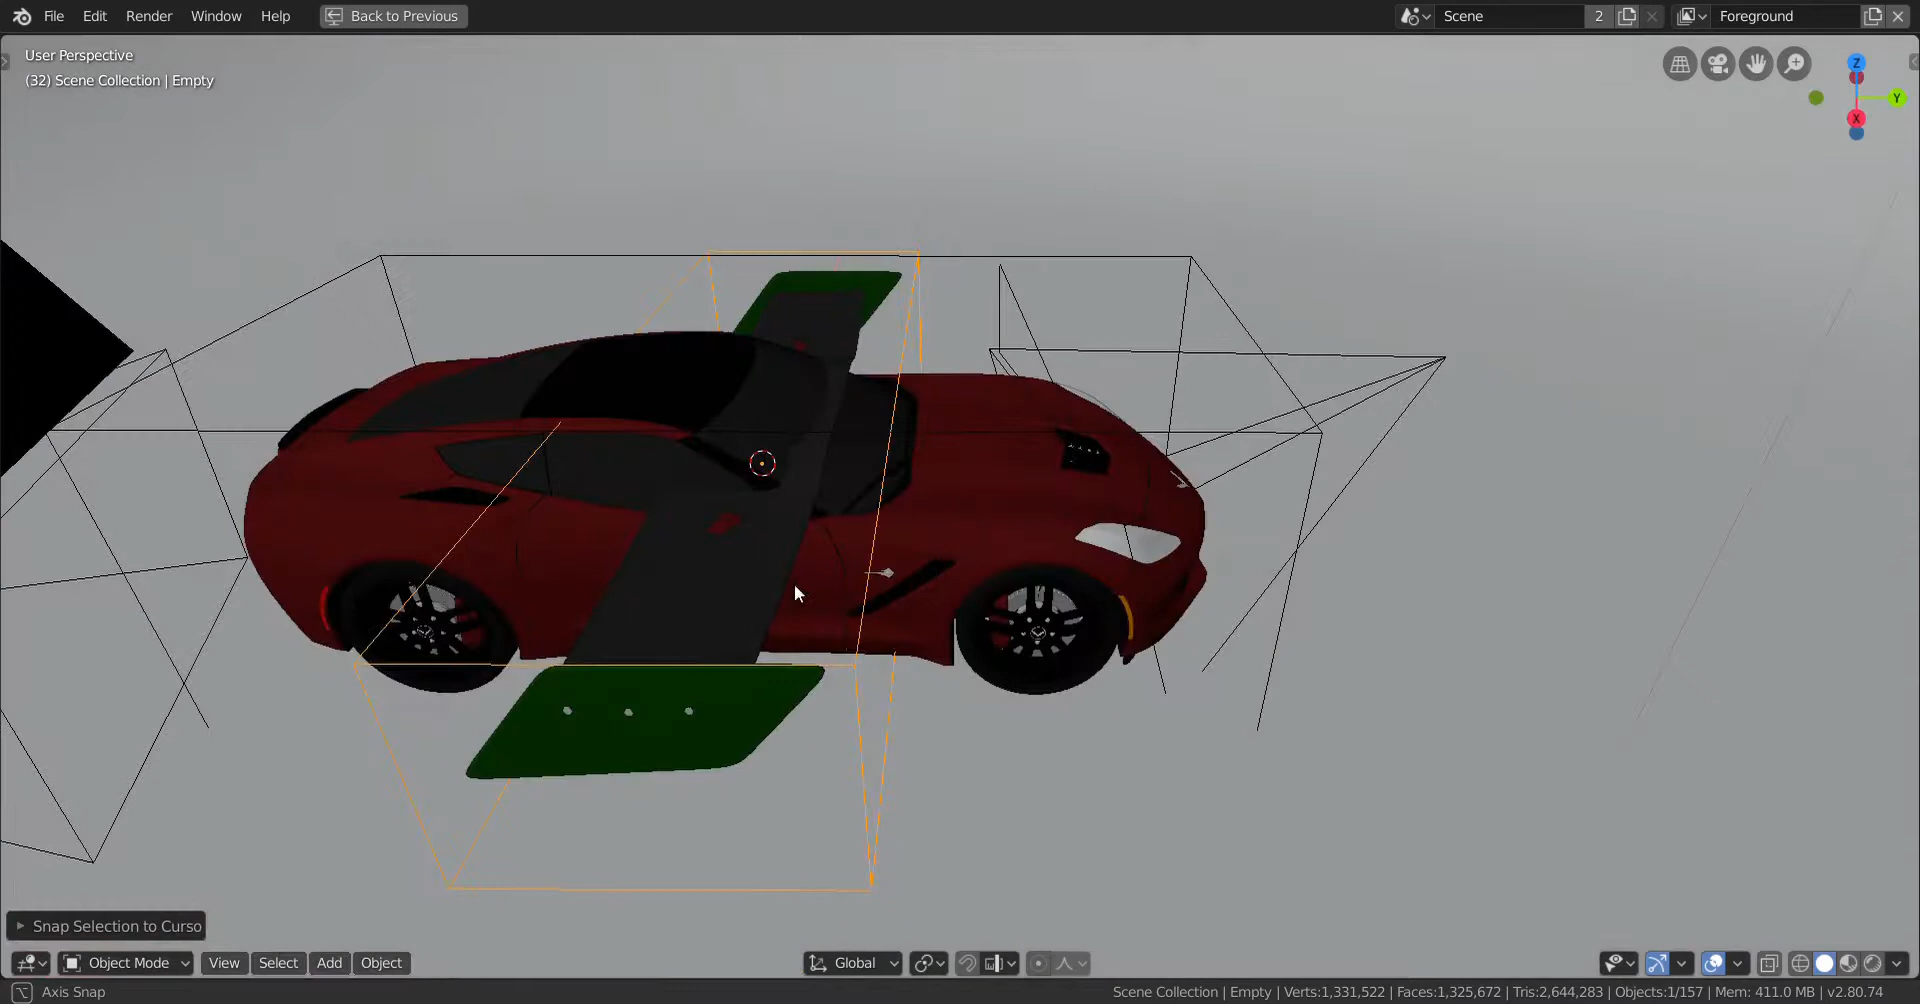 File Edit Render Window Help Back to Previous Scene 2 Foreground
User Perspective
(32) Scene Collection | Empty
Z
Y
X
Snap Selection to Curso
Object Mode View Select Add Object Global
Axis Snap Scene Collection | Empty | Verts:1,331,522 | Faces:1,325,672 | Tris:2,644,283 | Objects:1/157 | Mem: 411.0 MB | v2.80.74